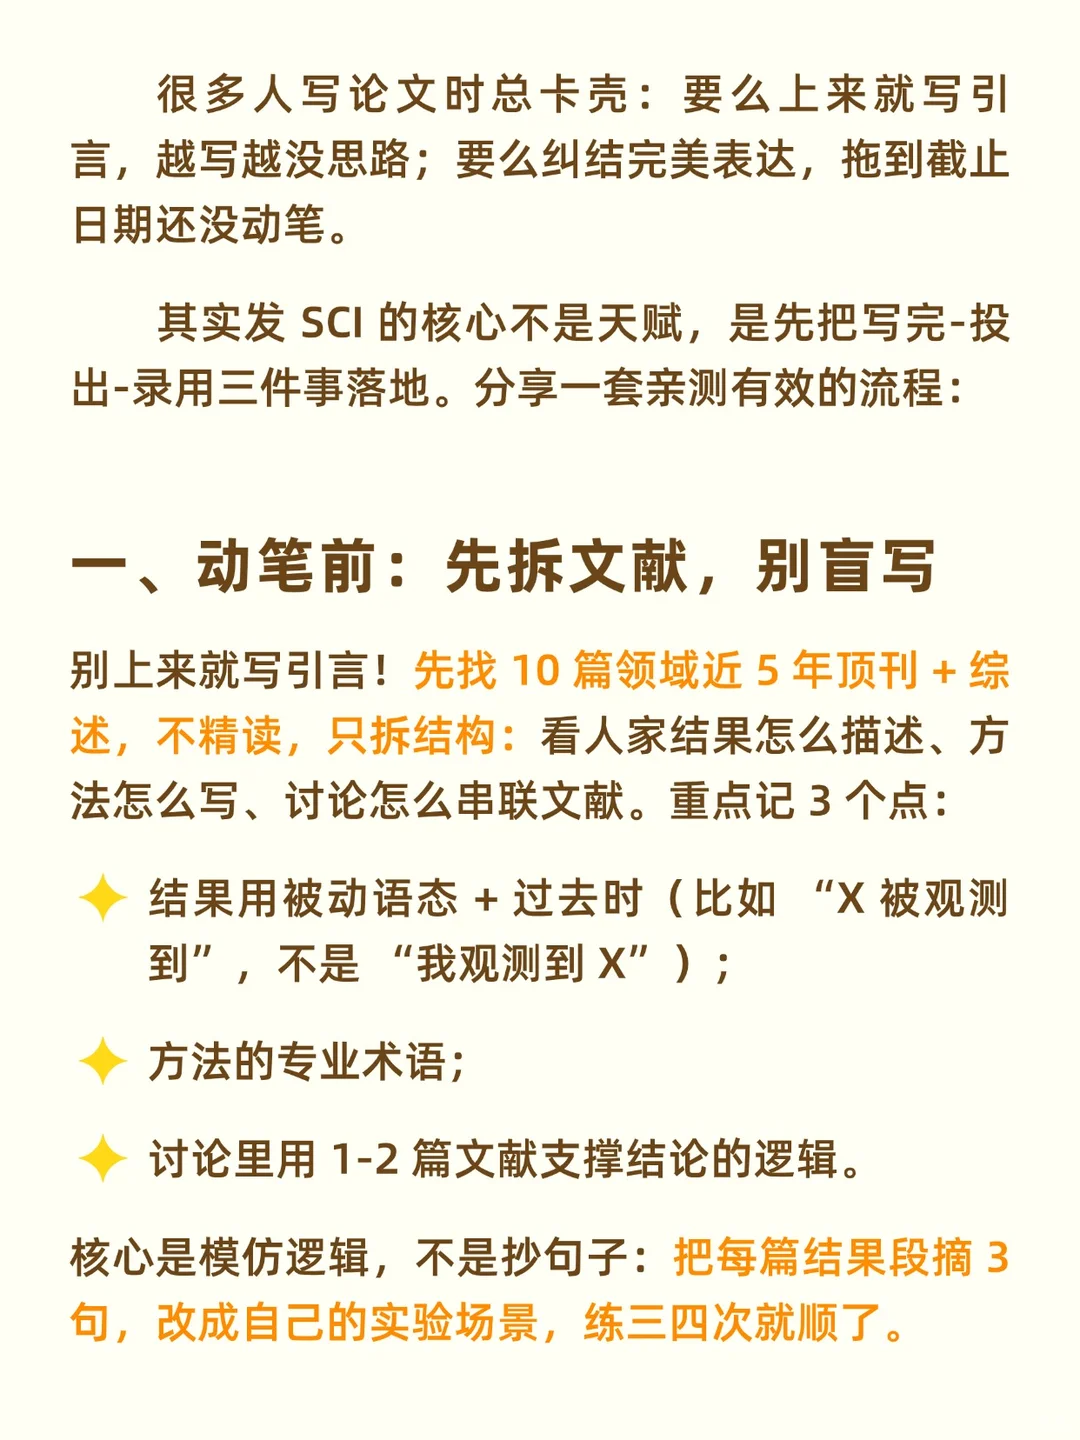 很多人写论文时总卡壳：要么上来就写引
言，越写越没思路；要么纠结完美表达，拖到截止
日期还没动笔。
其实发 SCI 的核心不是天赋，是先把写完-投
出-录用三件事落地。分享一套亲测有效的流程：
一、动笔前：先拆文献，别盲写
别上来就写引言！先找 10 篇领域近 5 年顶刊 + 综
述，不精读，只拆结构：看人家结果怎么描述、方
法怎么写、讨论怎么串联文献。重点记 3 个点：
结果用被动语态 + 过去时（比如 “X 被观测
到”，不是 “我观测到 X”）；
方法的专业术语；
讨论里用 1-2 篇文献支撑结论的逻辑。
核心是模仿逻辑，不是抄句子：把每篇结果段摘 3
句，改成自己的实验场景，练三四次就顺了。